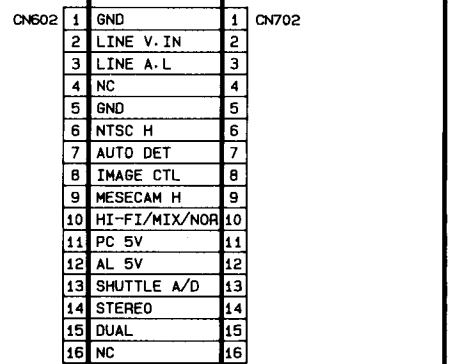 CN602 1 GND 1 CN702
2 LINE V.IN 2
3 LINE A.L 3
4 NC 4
5 GND 5
6 NTSC H 6
7 AUTO DET 7
8 IMAGE CTL 8
9 MESECAM H 9
10 HI-FI/MIX/NOR 10
11 PC 5V 11
12 AL 5V 12
13 SHUTTLE A/D 13
14 STEREO 14
15 DUAL 15
16 NC 16